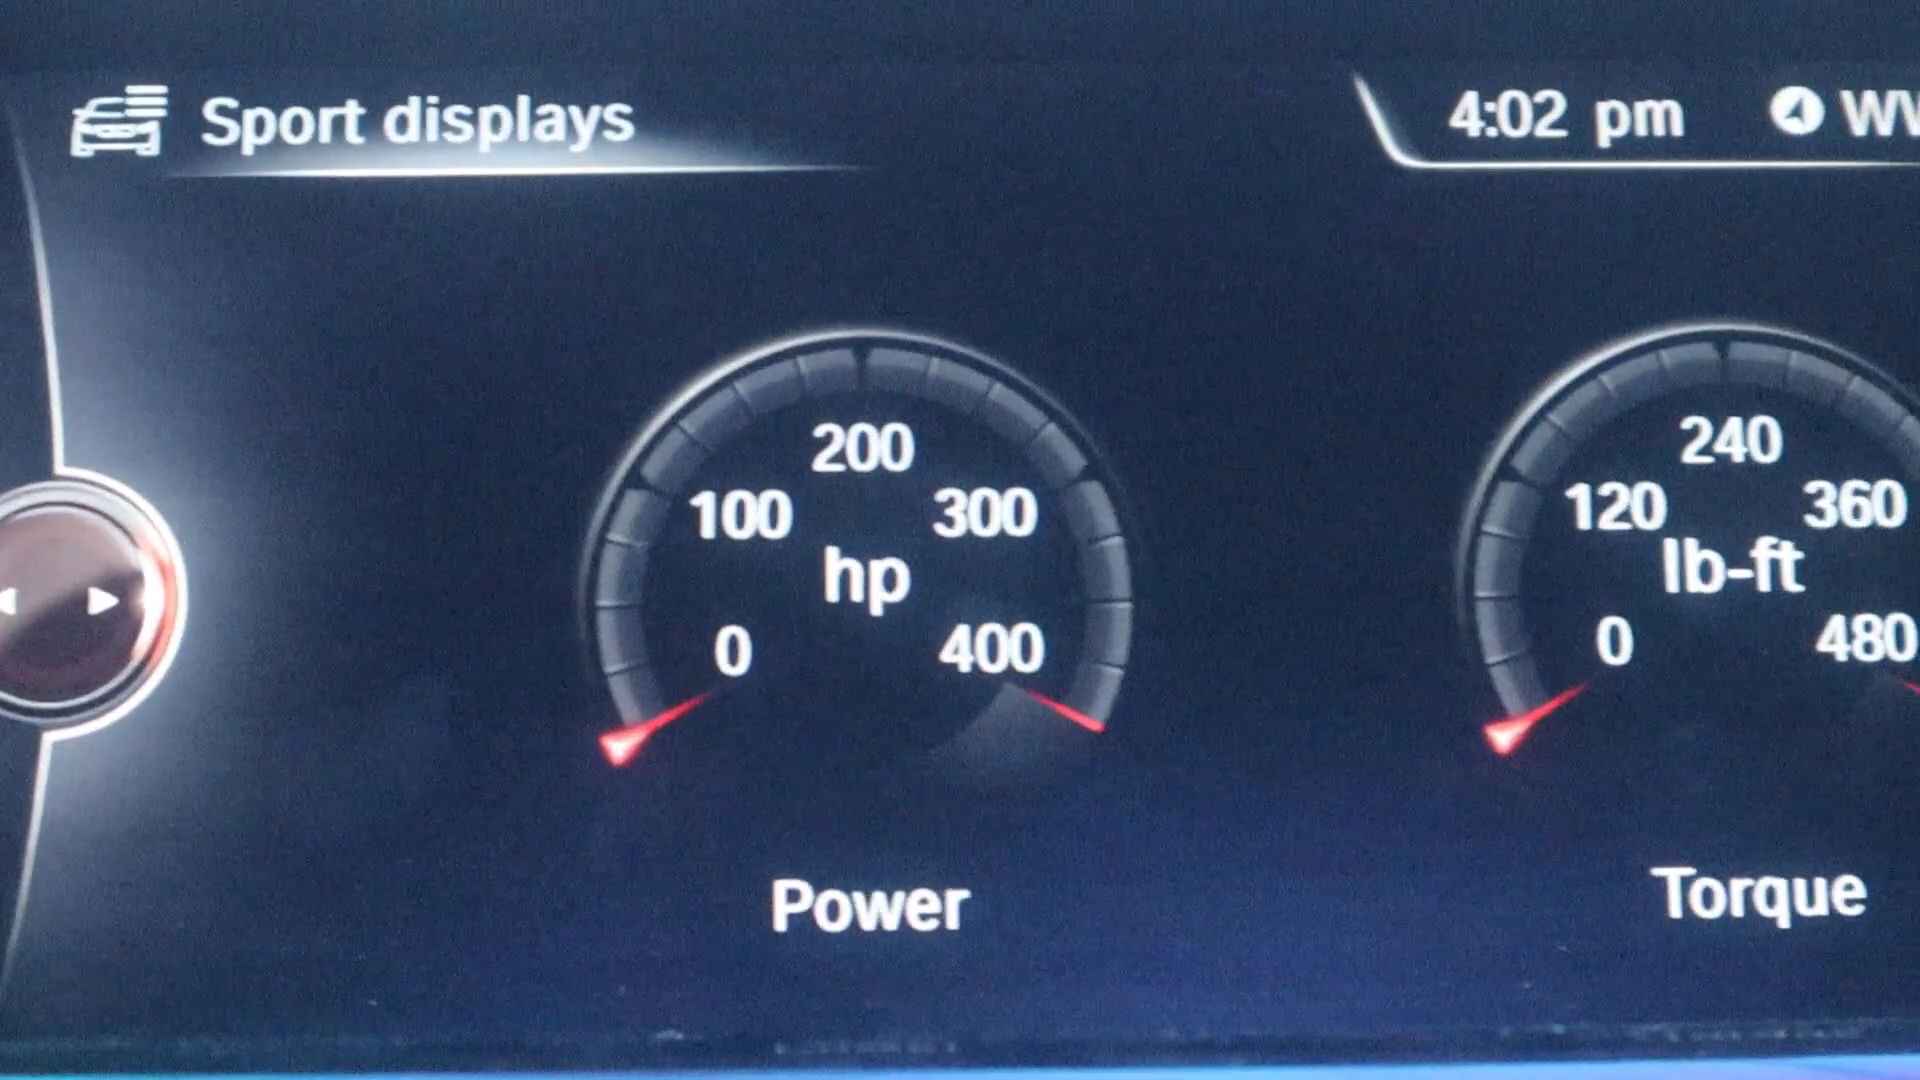 Sport displays
4:02 pm
200
100 300
hp
0 400
Power
240
120 360
lb-ft
0 480
Torque